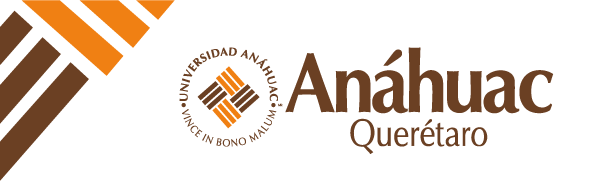 UNIVERSIDAD ANÁHUAC
VINCE IN BONO MALUM
Anáhuac
Querétaro